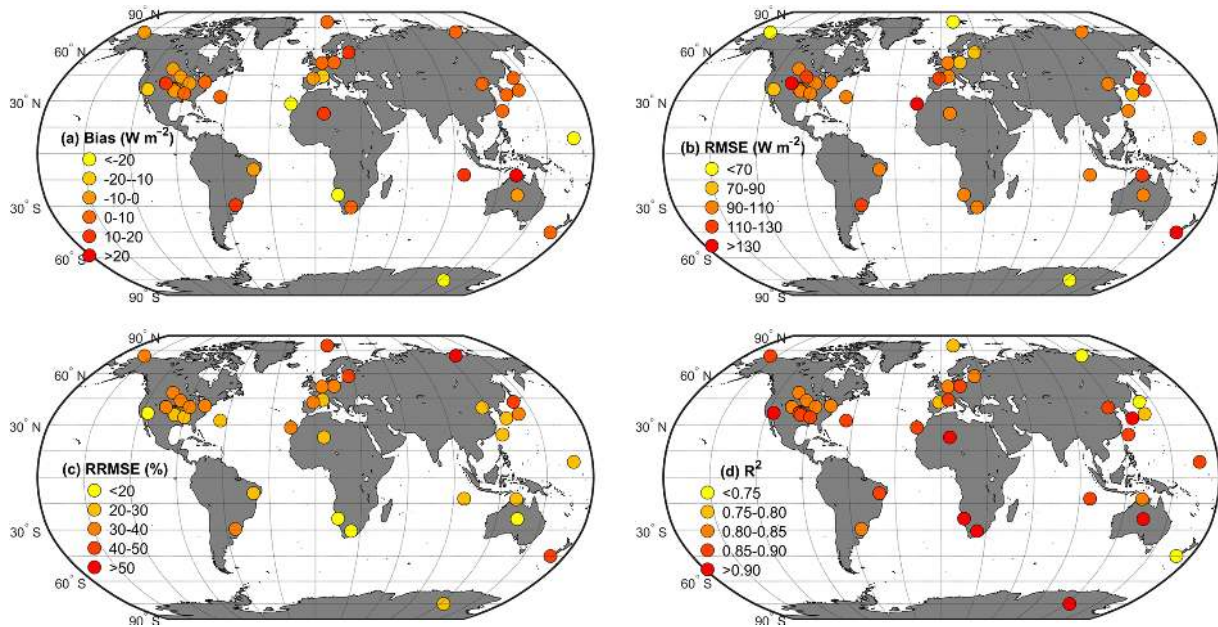 90° N
60° N
30° N
(a) Bias (W m⁻²)
<-20
-20--10
-10-0
0-10
10-20
>20
30° S
60° S
90° S
90° N
60° N
30° N
(b) RMSE (W m⁻²)
<70
70-90
90-110
110-130
>130
30° S
60° S
90° S
90° N
60° N
30° N
(c) RRMSE (%)
<20
20-30
30-40
40-50
>50
30° S
60° S
90° S
90° N
60° N
30° N
(d) R²
<0.75
0.75-0.80
0.80-0.85
0.85-0.90
>0.90
30° S
60° S
90° S